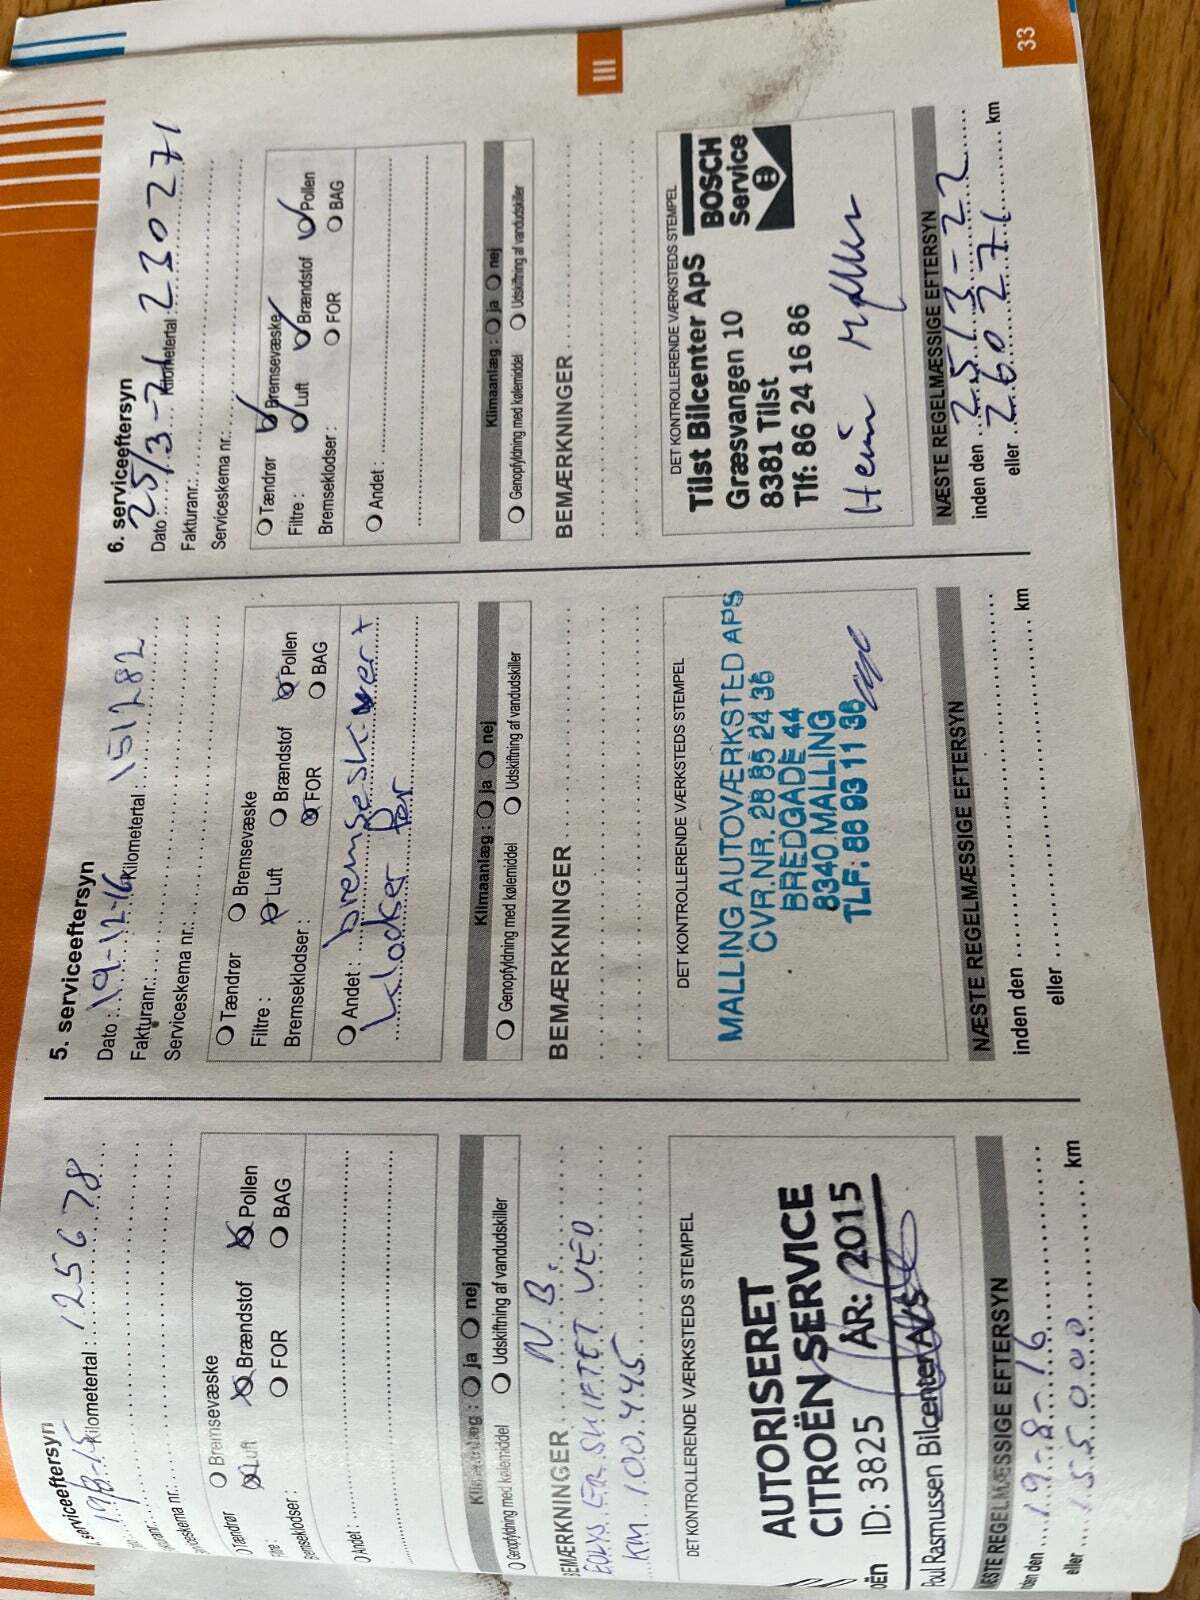 serviceeftersyn
19/8-15 Kilometertal : 125678
serviceskema nr.:
Tændrør Bremsevæske
Luft Brændstof Pollen
Bremseklodser : FOR BAG
Andet :
Klimaanlæg : ja nej
Genopfyldning med kølemiddel Udskiftning af vandudskiller
BEMÆRKNINGER N.B.
EOLYS ER SKIFTET VED
KM 100.445
DET KONTROLLERENDE VÆRKSTEDS STEMPEL
AUTORISERET
CITROËN SERVICE
ID: 3825 ÅR: 2015
Poul Rasmussen Bilcenter A/S
NÆSTE REGELMÆSSIGE EFTERSYN
inden den 19-8-16
eller 155.000 km
5. serviceeftersyn
Dato : 19-12-16 Kilometertal : 151282
Fakturanr.:
Serviceskema nr.:
Tændrør Bremsevæske
Filtre : Luft Brændstof Pollen
Bremseklodser : FOR BAG
Andet : bremseskiver +
klodser for
Klimaanlæg : ja nej
Genopfyldning med kølemiddel Udskiftning af vandudskiller
BEMÆRKNINGER
DET KONTROLLERENDE VÆRKSTEDS STEMPEL
MALLING AUTOVÆRKSTED APS
CVR.NR. 28 85 24 36
BREDGADE 44
8340 MALLING
TLF.: 86 93 11 36
NÆSTE REGELMÆSSIGE EFTERSYN
inden den
eller km
6. serviceeftersyn
Dato 25/3-21 Kilometertal : 230271
Fakturanr.:
Serviceskema nr.:
Tændrør Bremsevæske
Filtre : Luft Brændstof Pollen
Bremseklodser : FOR BAG
Andet :
Klimaanlæg : ja nej
Genopfyldning med kølemiddel Udskiftning af vandudskiller
BEMÆRKNINGER
DET KONTROLLERENDE VÆRKSTEDS STEMPEL
Tilst Bilcenter ApS
Græsvangen 10
8381 Tilst
Tlf: 86 24 16 86
BOSCH
Service
NÆSTE REGELMÆSSIGE EFTERSYN
inden den 25/3-22
eller 260271 km
III
33